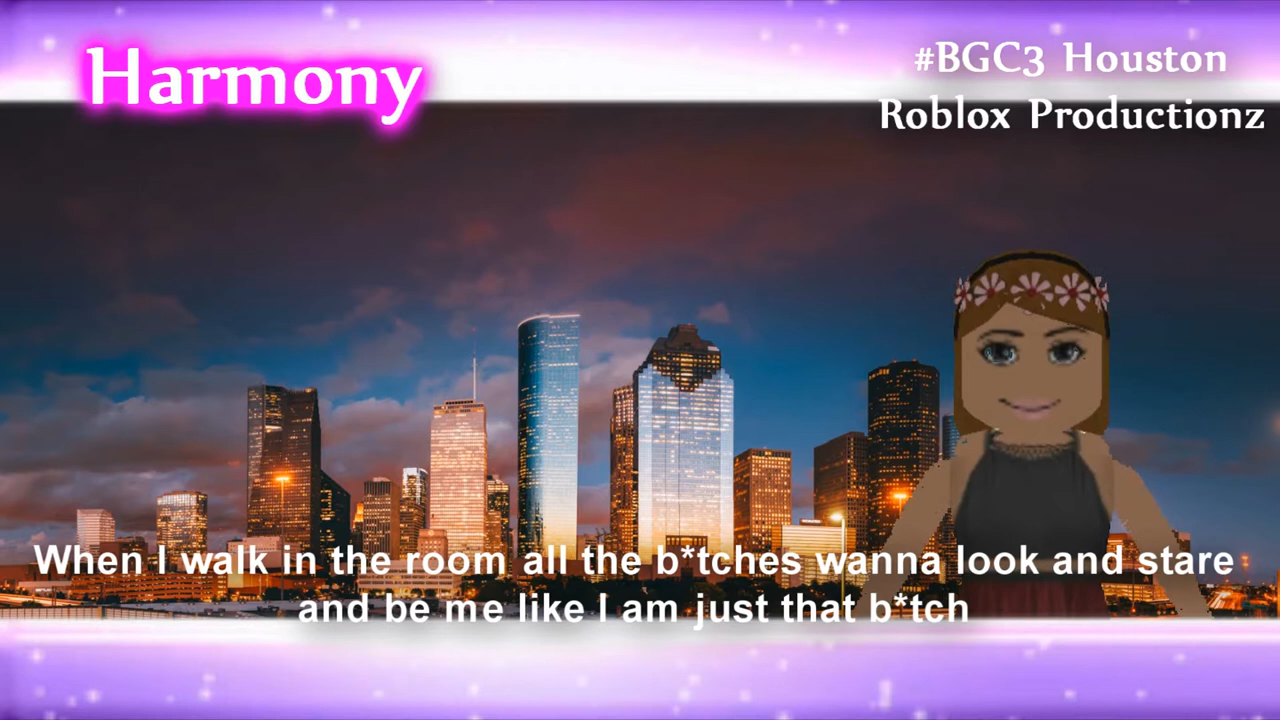 Harmony
#BGC3 Houston
Roblox Productionz
When I walk in the room all the b*tches wanna look and stare
and be me like I am just that b*tch